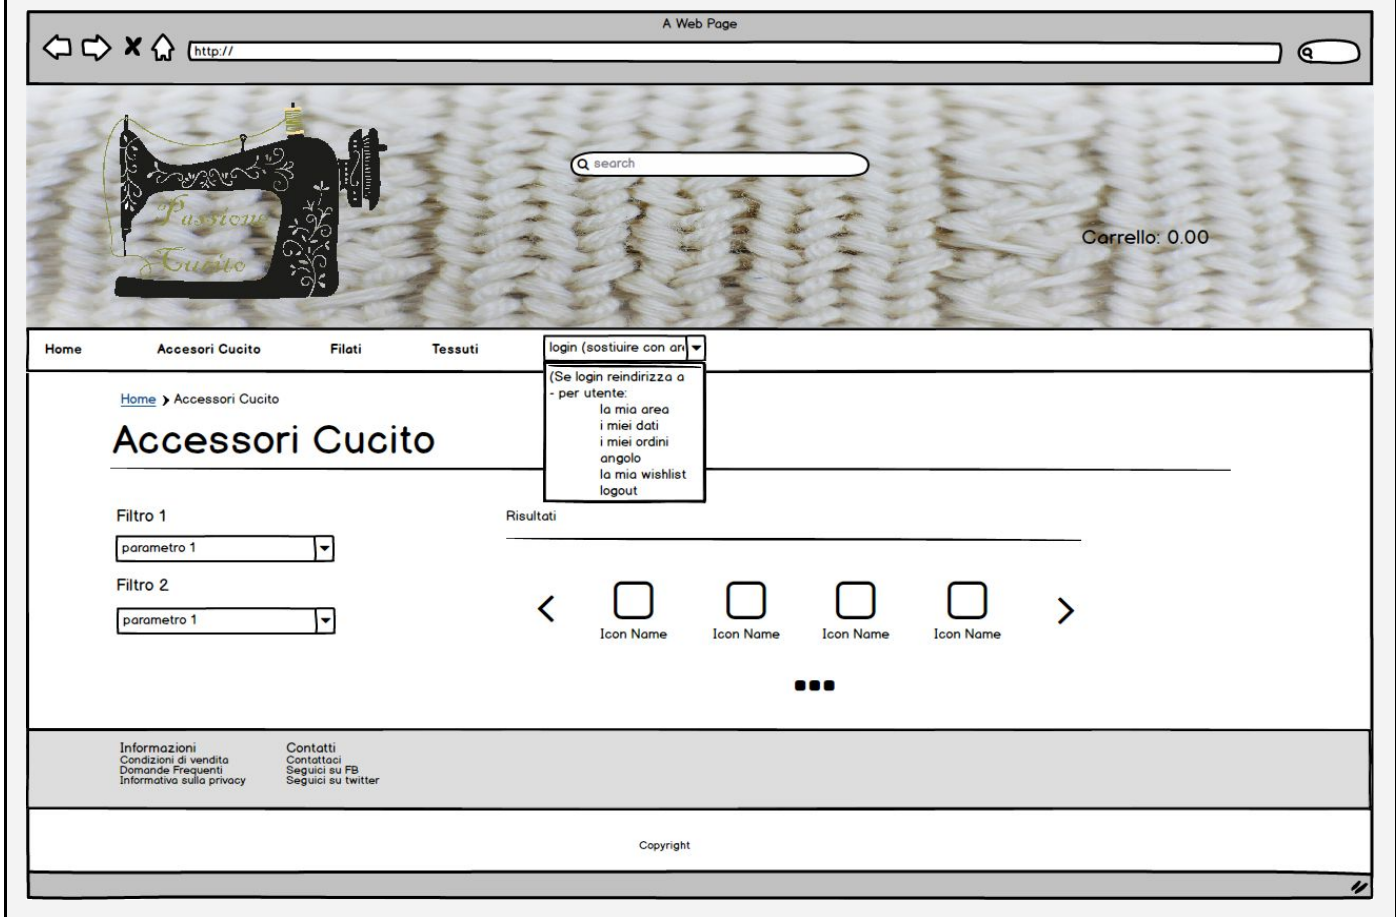 A Web Page
http://
search
Passione
Cucito
Carrello: 0.00
Home
Accesori Cucito
Filati
Tessuti
login (sostiuire con are
(Se login reindirizza a
- per utente:
la mia area
i miei dati
i miei ordini
angolo
la mia wishlist
logout
Home > Accessori Cucito
Accessori Cucito
Filtro 1
parametro 1
Filtro 2
parametro 1
Risultati
Icon Name
Icon Name
Icon Name
Icon Name
Informazioni
Condizioni di vendita
Domande Frequenti
Informativa sulla privacy
Contatti
Contattaci
Seguici su FB
Seguici su twitter
Copyright